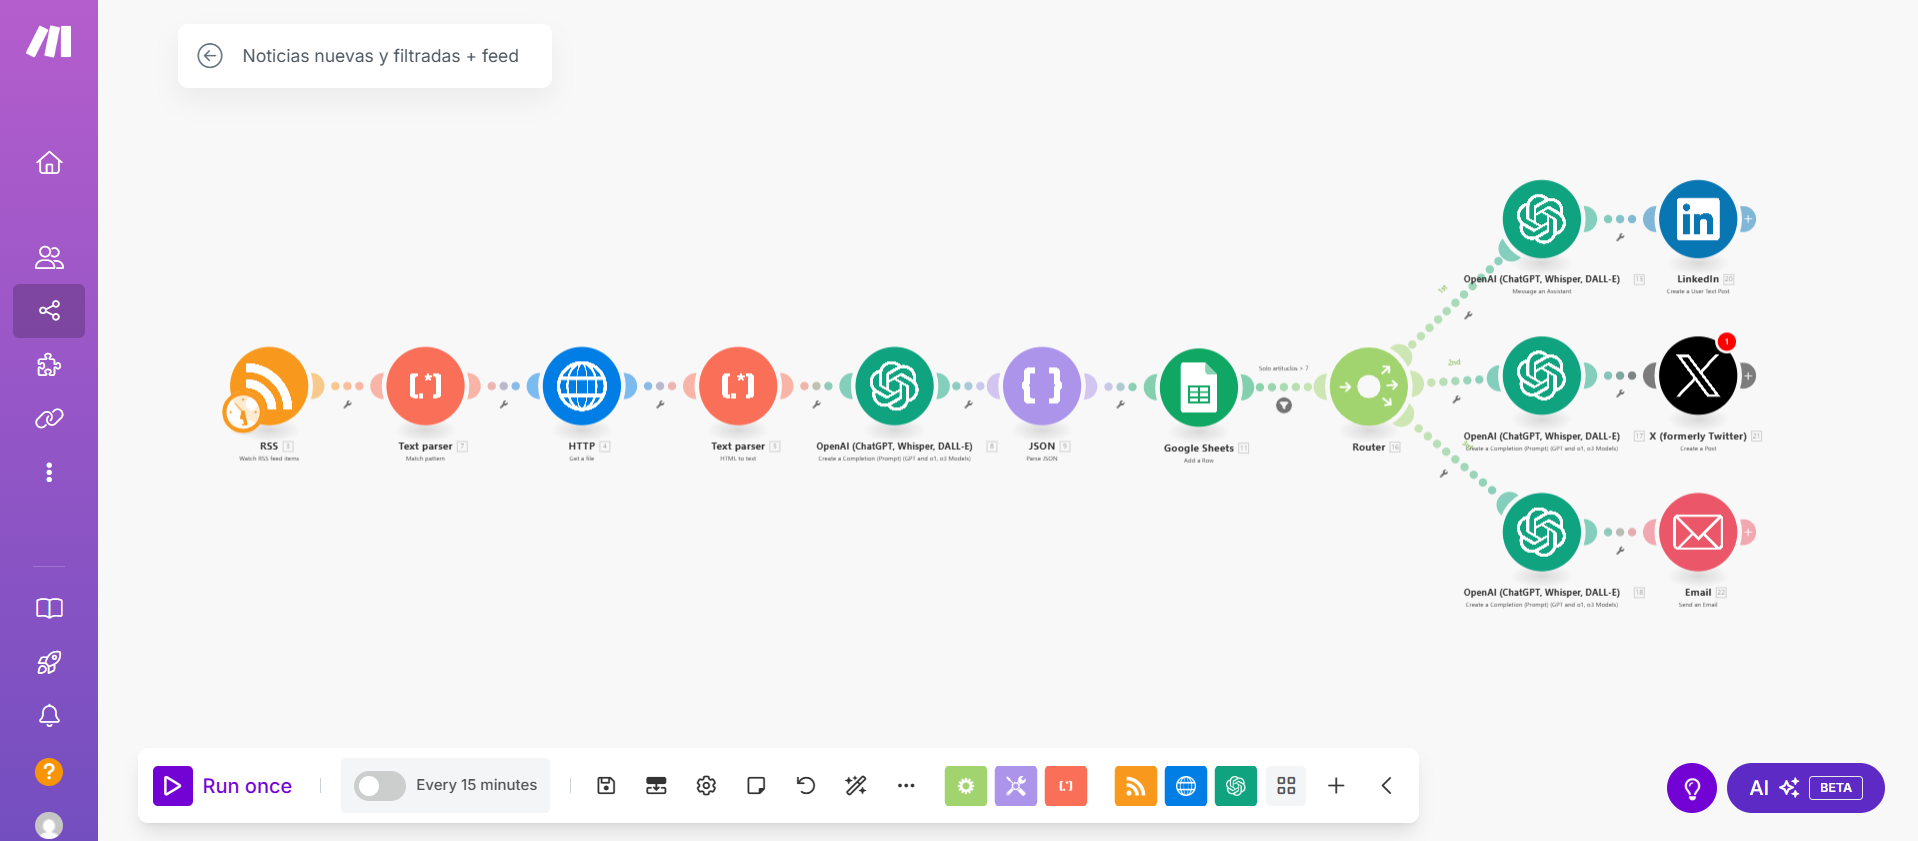 Noticias nuevas y filtradas + feed
RSS 3
Watch RSS feed items
Text parser 7
Match pattern
HTTP 4
Get a file
Text parser 5
HTML to text
OpenAI (ChatGPT, Whisper, DALL-E) 8
Create a Completion (Prompt) (GPT and o1, o3 Models)
JSON 9
Parse JSON
Google Sheets 11
Add a Row
Router 16
1st
OpenAI (ChatGPT, Whisper, DALL-E) 13
Message an Assistant
LinkedIn 20
Create a User Text Post
2nd
OpenAI (ChatGPT, Whisper, DALL-E) 17
Create a Completion (Prompt) (GPT and o1, o3 Models)
1
X (formerly Twitter) 21
Create a Post
OpenAI (ChatGPT, Whisper, DALL-E) 18
Create a Completion (Prompt) (GPT and o1, o3 Models)
Email 22
Send an Email
Run once
Every 15 minutes
AI BETA